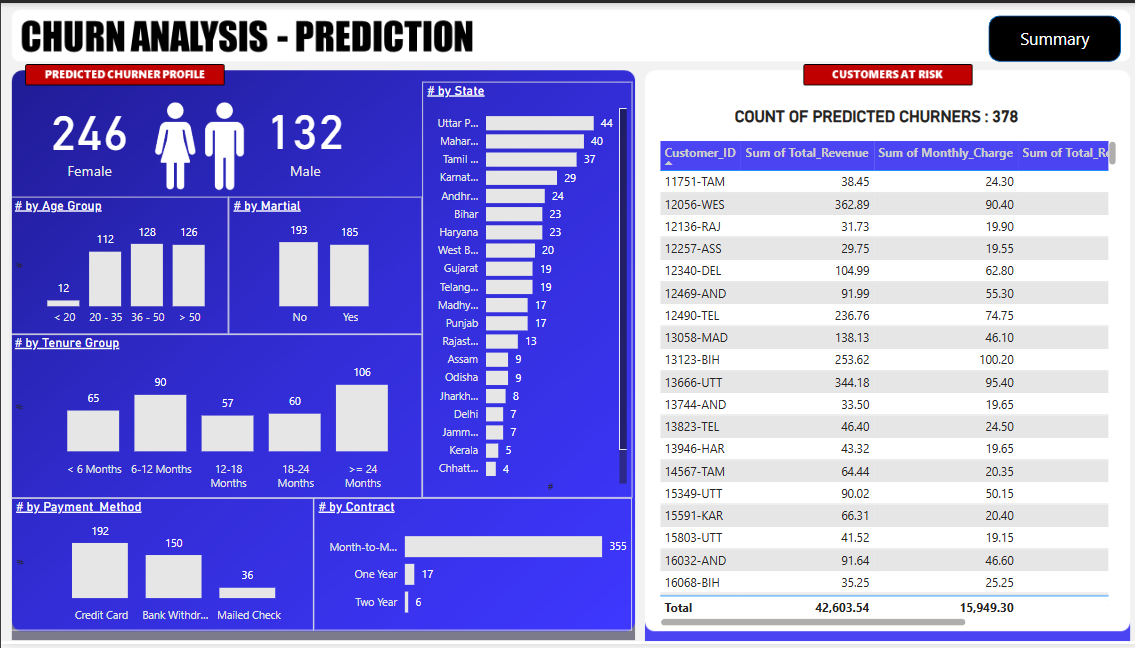 CHURN ANALYSIS - PREDICTION
Summary
PREDICTED CHURNER PROFILE
246
Female
132
Male
# by Age Group
12
112
128
126
< 20
20 - 35
36 - 50
> 50
# by Martial
193
185
No
Yes
# by Tenure Group
65
90
57
60
106
< 6 Months
6-12 Months
12-18
Months
18-24
Months
>= 24
Months
# by Payment_Method
192
150
36
Credit Card
Bank Withdr...
Mailed Check
# by State
Uttar P... 44
Mahar... 40
Tamil ... 37
Karnat... 29
Andhr... 24
Bihar 23
Haryana 23
West B... 20
Gujarat 19
Telang... 19
Madhy... 17
Punjab 17
Rajast... 13
Assam 9
Odisha 9
Jharkh... 8
Delhi 7
Jamm... 7
Kerala 5
Chhatt... 4
#
# by Contract
Month-to-M... 355
One Year 17
Two Year 6
CUSTOMERS AT RISK
COUNT OF PREDICTED CHURNERS : 378
Customer_ID Sum of Total_Revenue Sum of Monthly_Charge Sum of Total_Re
11751-TAM 38.45 24.30
12056-WES 362.89 90.40
12136-RAJ 31.73 19.90
12257-ASS 29.75 19.55
12340-DEL 104.99 62.80
12469-AND 91.99 55.30
12490-TEL 236.76 74.75
13058-MAD 138.13 46.10
13123-BIH 253.62 100.20
13666-UTT 344.18 95.40
13744-AND 33.50 19.65
13823-TEL 46.40 24.50
13946-HAR 43.32 19.65
14567-TAM 64.44 20.35
15349-UTT 90.02 50.15
15591-KAR 66.31 20.40
15803-UTT 41.52 19.15
16032-AND 91.64 46.60
16068-BIH 35.25 25.25
Total 42,603.54 15,949.30